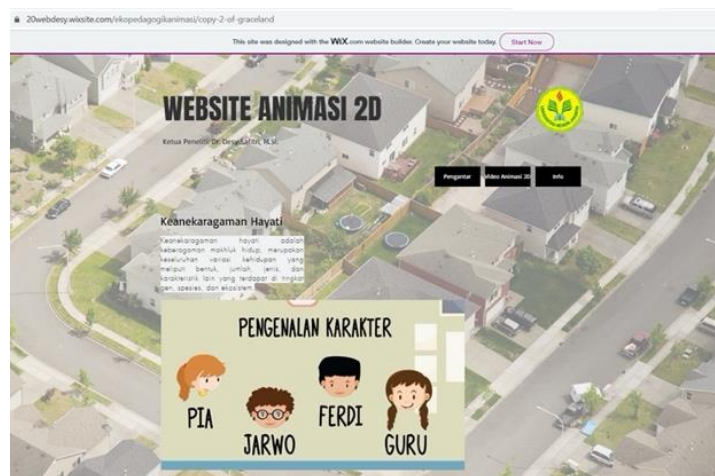 20webdesy.wixsite.com/ekopedagogikanimasi/copy-2-of-graceland
This site was designed with the WiX.com website builder. Create your website today. Start Now
WEBSITE ANIMASI 2D
Ketua Peneliti: Dr. Desy Safitri, M.Si.
Pengantar Video Animasi 2D Info
Keanekaragaman Hayati
Keanekaragaman hayati adalah
keberagaman makhluk hidup, merupakan
keseluruhan variasi kehidupan yang
meliputi bentuk, jumlah, jenis, dan
karakteristik lain yang terdapat di tingkat
gen, spesies, dan ekosistem.
PENGENALAN KARAKTER
PIA
JARWO
FERDI
GURU